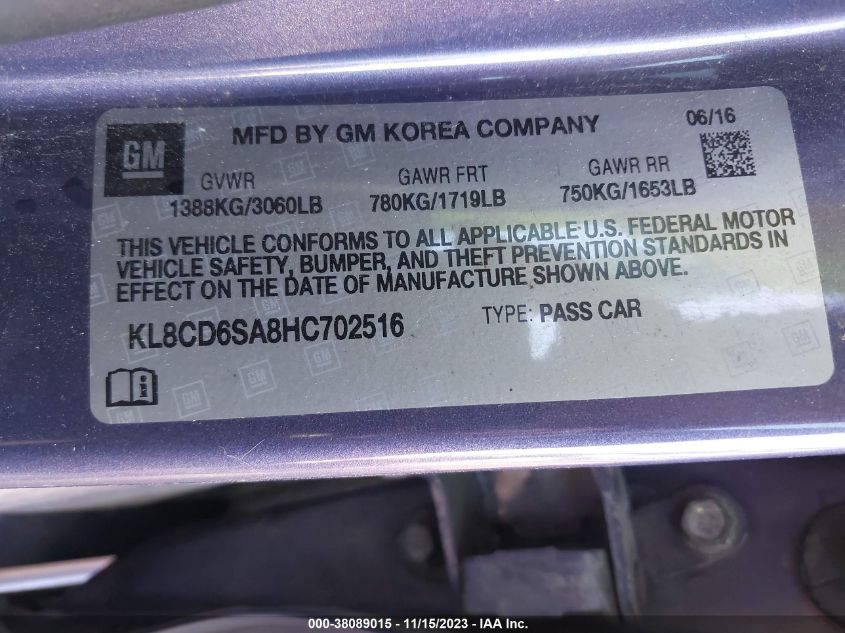 GM
MFD BY GM KOREA COMPANY
06/16
GVWR
GAWR FRT
GAWR RR
1388KG/3060LB
780KG/1719LB
750KG/1653LB
THIS VEHICLE CONFORMS TO ALL APPLICABLE U.S. FEDERAL MOTOR
VEHICLE SAFETY, BUMPER, AND THEFT PREVENTION STANDARDS IN
EFFECT ON THE DATE OF MANUFACTURE SHOWN ABOVE.
KL8CD6SA8HC702516
TYPE: PASS CAR
000-38089015 - 11/15/2023 - IAA Inc.